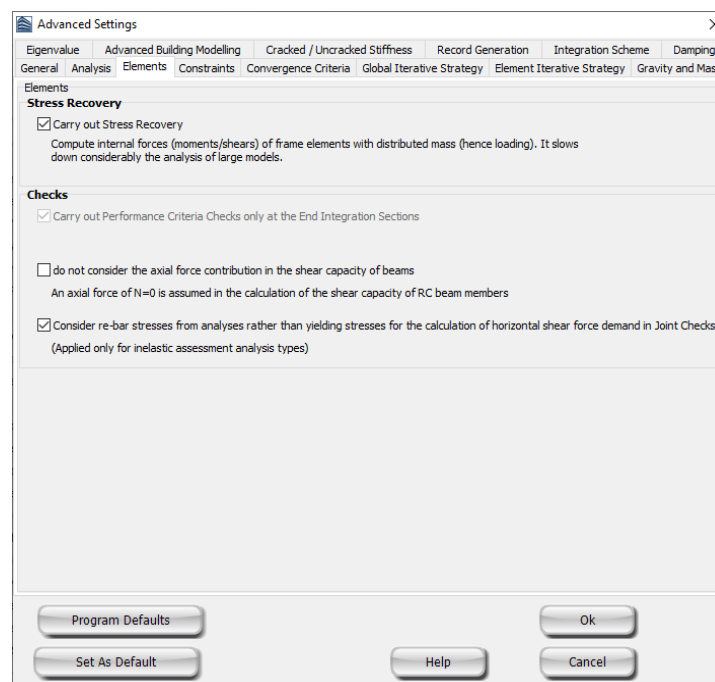 Advanced Settings
Eigenvalue Advanced Building Modelling Cracked / Uncracked Stiffness Record Generation Integration Scheme Damping
General Analysis Elements Constraints Convergence Criteria Global Iterative Strategy Element Iterative Strategy Gravity and Mas
Elements
Stress Recovery
Carry out Stress Recovery
Compute internal forces (moments/shears) of frame elements with distributed mass (hence loading). It slows
down considerably the analysis of large models.
Checks
Carry out Performance Criteria Checks only at the End Integration Sections
do not consider the axial force contribution in the shear capacity of beams
An axial force of N=0 is assumed in the calculation of the shear capacity of RC beam members
Consider re-bar stresses from analyses rather than yielding stresses for the calculation of horizontal shear force demand in Joint Checks
(Applied only for inelastic assessment analysis types)
Program Defaults Ok
Set As Default Help Cancel